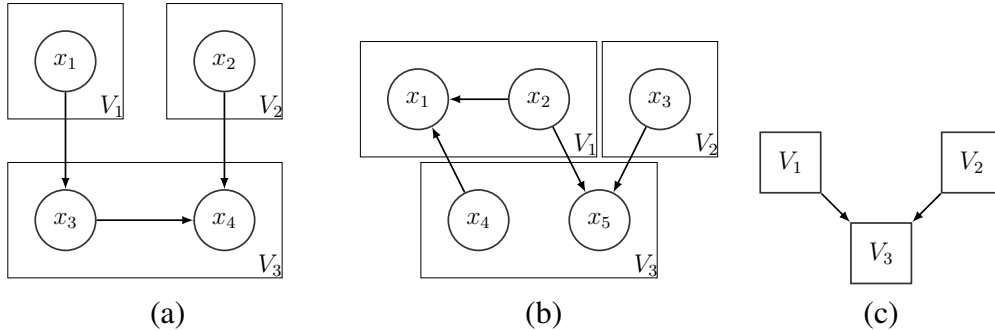 x1 x2
V1 V2
x3 x4
V3
(a)
x1 x2 x3
V1 V2
x4 x5
V3
(b)
V1 V2
V3
(c)